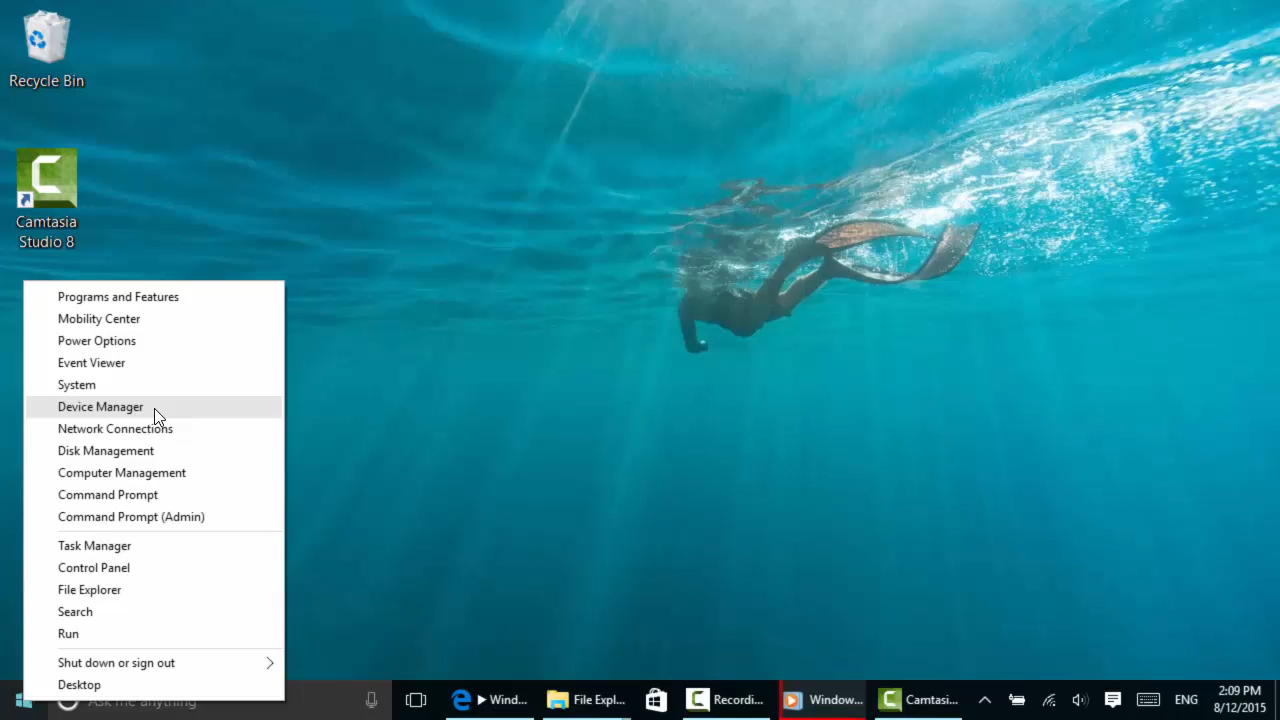 Recycle Bin
Camtasia
Studio 8
Programs and Features
Mobility Center
Power Options
Event Viewer
System
Device Manager
Network Connections
Disk Management
Computer Management
Command Prompt
Command Prompt (Admin)
Task Manager
Control Panel
File Explorer
Search
Run
Shut down or sign out
Desktop
Ask me anything
Wind...
File Expl...
Recordi...
Window...
Camtasi...
ENG
2:09 PM
8/12/2015